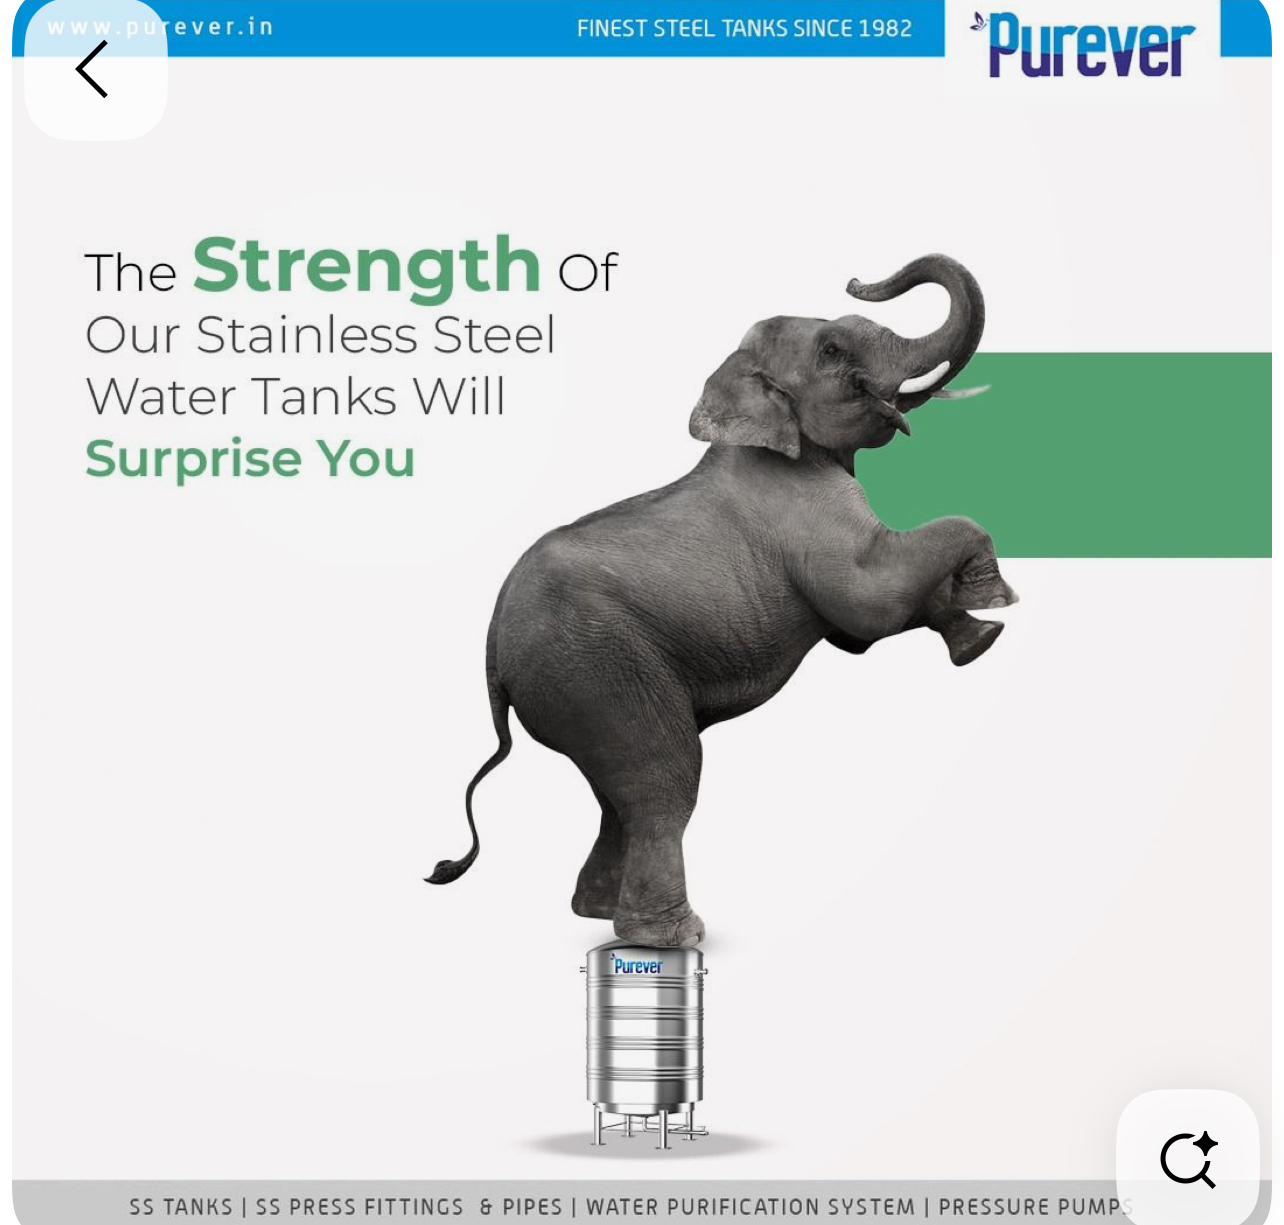 www.purever.in
FINEST STEEL TANKS SINCE 1982
Purever
The Strength Of
Our Stainless Steel
Water Tanks Will
Surprise You
Purever
SS TANKS | SS PRESS FITTINGS & PIPES | WATER PURIFICATION SYSTEM | PRESSURE PUMPS